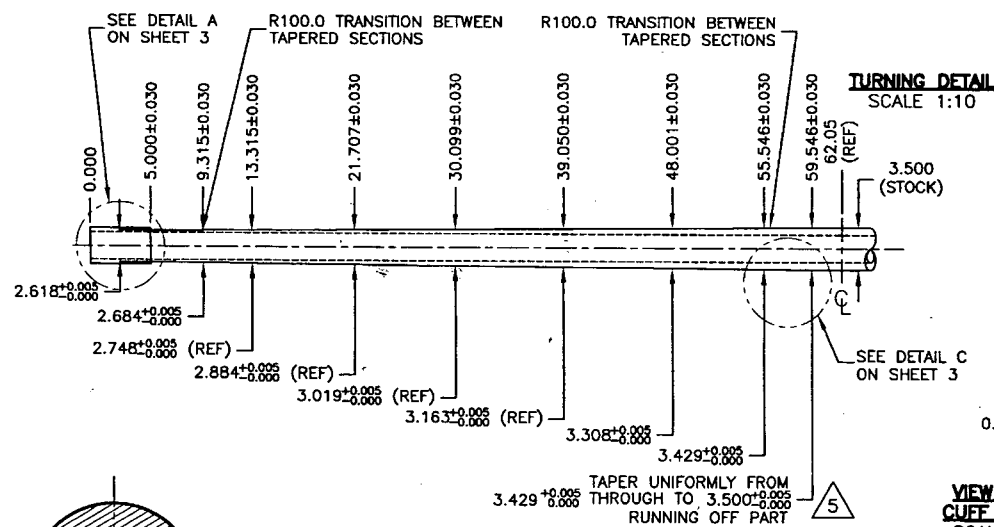 SEE DETAIL A
ON SHEET 3
R100.0 TRANSITION BETWEEN
TAPERED SECTIONS
R100.0 TRANSITION BETWEEN
TAPERED SECTIONS
TURNING DETAIL
SCALE 1:10
0.000
5.000±0.030
9.315±0.030
13.315±0.030
21.707±0.030
30.099±0.030
39.050±0.030
48.001±0.030
55.546±0.030
59.546±0.030
62.05
(REF)
3.500
(STOCK)
2.618+0.005
-0.000
2.684+0.005
-0.000
2.748+0.005
-0.000 (REF)
2.884+0.005
-0.000 (REF)
3.019+0.005
-0.000 (REF)
3.163+0.005
-0.000 (REF)
3.308+0.005
-0.000
3.429+0.005
-0.000
℄
SEE DETAIL C
ON SHEET 3
TAPER UNIFORMLY FROM
3.429 +0.005
0.000 THROUGH TO 3.500+0.005
-0.000
RUNNING OFF PART
5
0.
VIEW
CUFF